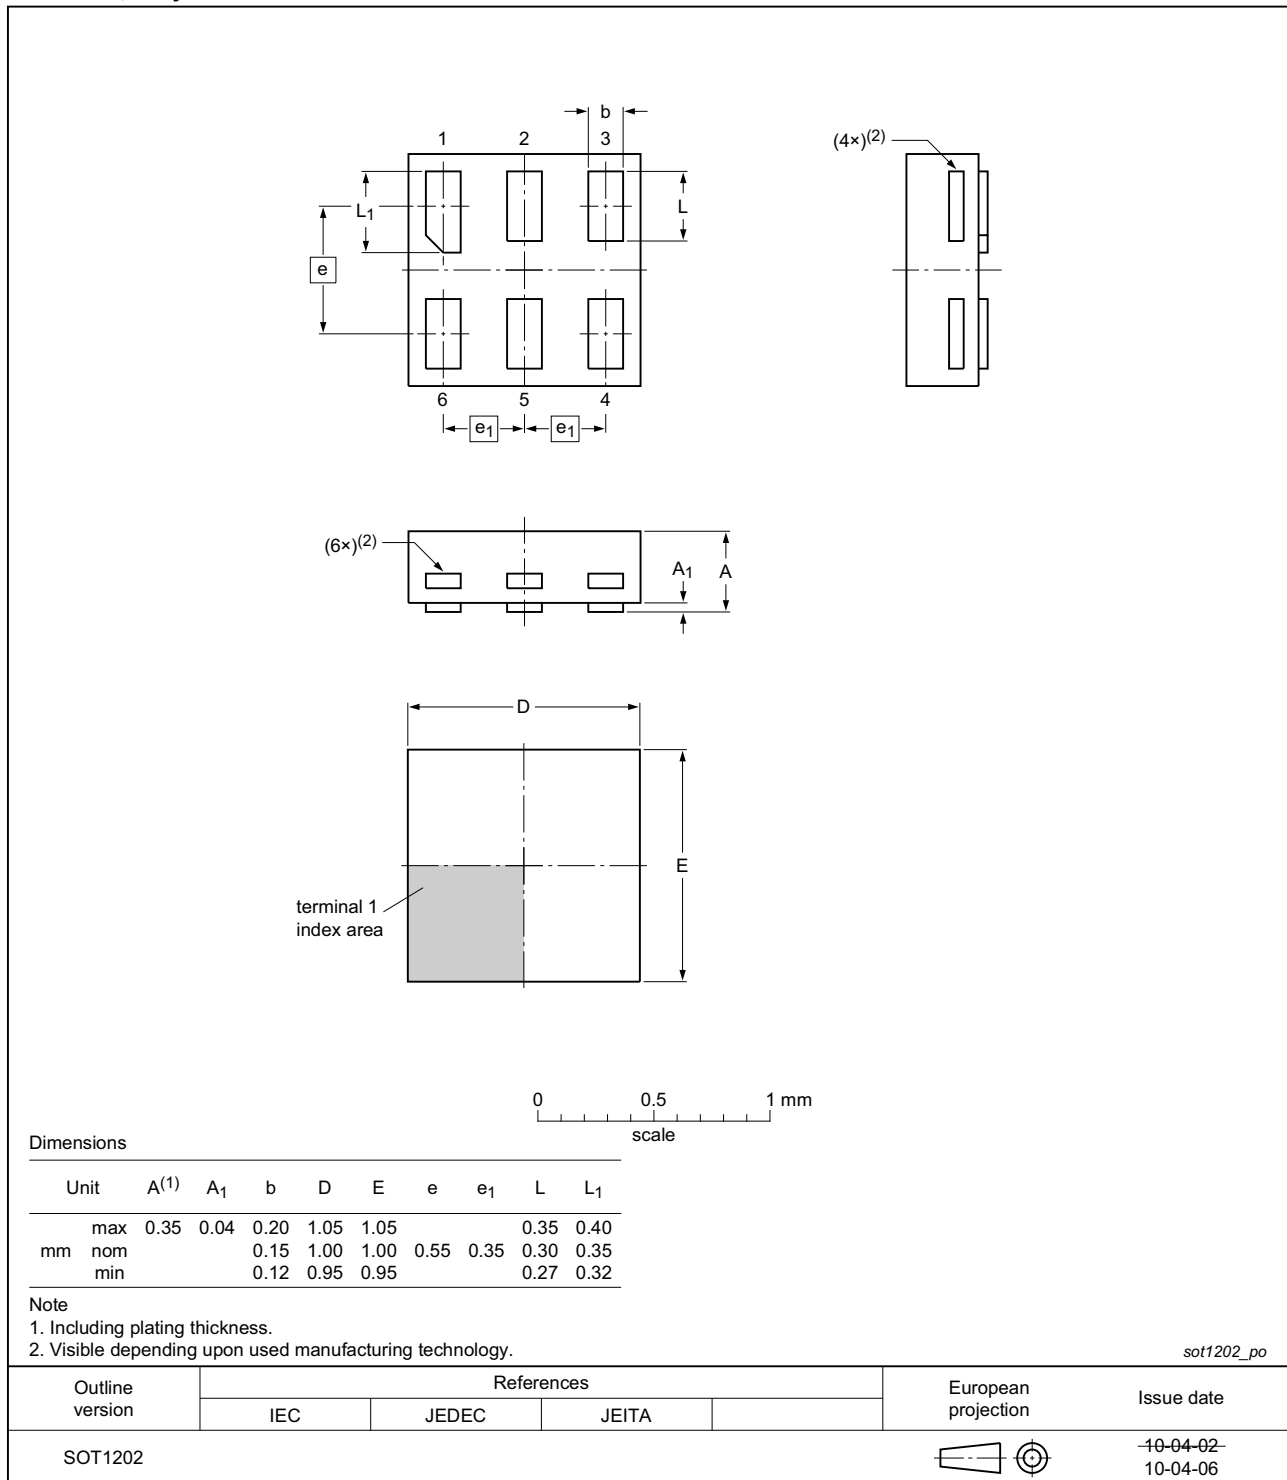 b
1 2 3
(4×)(2)
L1
L
e
6 5 4
e1 e1
(6×)(2)
A1 A
D
E
terminal 1
index area
0 0.5 1 mm
scale
Dimensions
Unit A(1) A1 b D E e e1 L L1
max 0.35 0.04 0.20 1.05 1.05 0.35 0.40
mm nom 0.15 1.00 1.00 0.55 0.35 0.30 0.35
min 0.12 0.95 0.95 0.27 0.32
Note
1. Including plating thickness.
2. Visible depending upon used manufacturing technology.
sot1202_po
Outline
version
References
IEC JEDEC JEITA
European
projection
Issue date
SOT1202
10-04-02
10-04-06